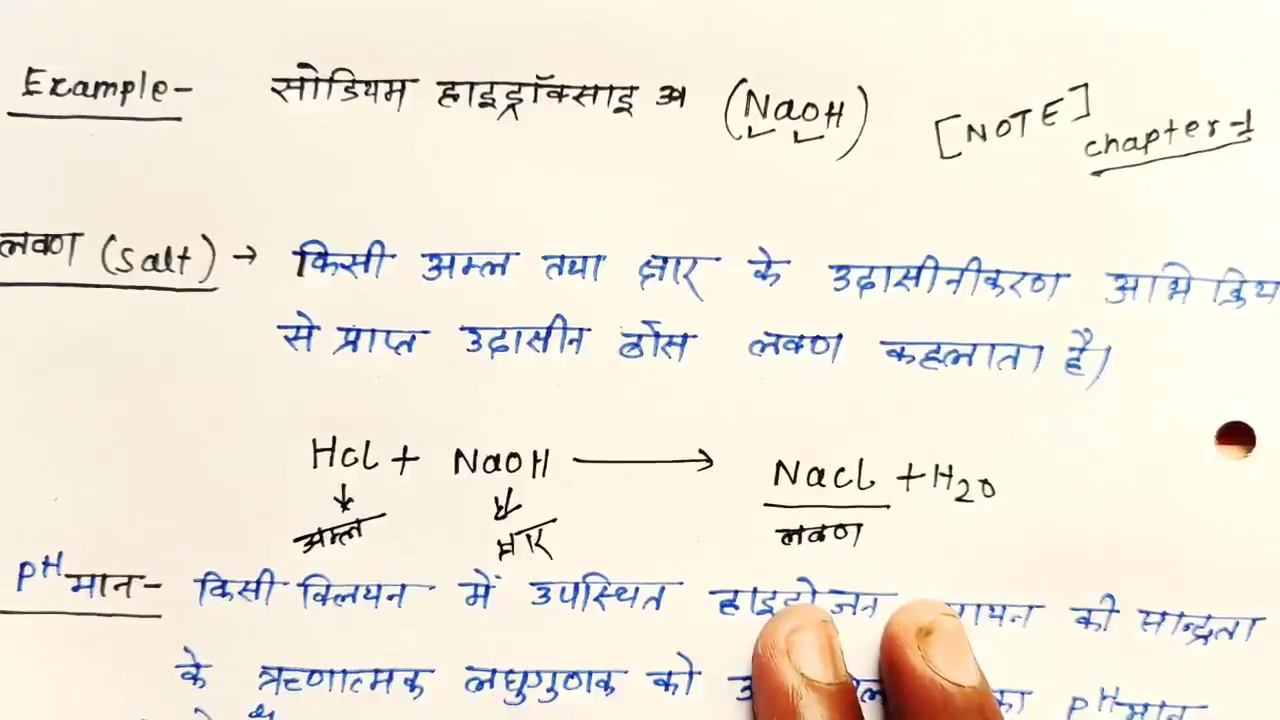 Example- सोडियम हाइड्रॉक्साइड (NaOH) [NOTE] chapter-1
लवण (Salt) → किसी अम्ल तथा क्षार के उदासीनीकरण अभिक्रिय
से प्राप्त उदासीन ठोस लवण कहलाता है।
HCl + NaOH → NaCl + H2O
अम्ल क्षार लवण
PH मान- किसी विलयन में उपस्थित हाइड्रोजन की सान्द्रता
के ऋणात्मक लघुगुणक को का PH मान